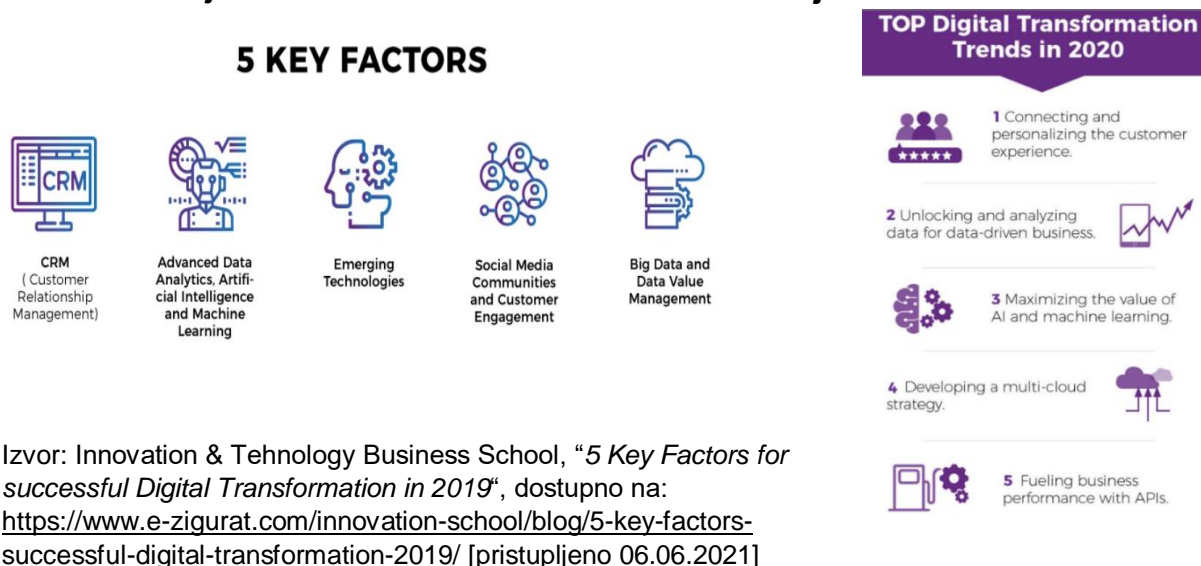 5 KEY FACTORS
CRM
CRM
( Customer
Relationship
Management)
Advanced Data
Analytics, Artifi-
cial Intelligence
and Machine
Learning
Emerging
Technologies
Social Media
Communities
and Customer
Engagement
Big Data and
Data Value
Management
Izvor: Innovation & Tehnology Business School, “5 Key Factors for
successful Digital Transformation in 2019“, dostupno na:
https://www.e-zigurat.com/innovation-school/blog/5-key-factors-
successful-digital-transformation-2019/ [pristupljeno 06.06.2021]
TOP Digital Transformation
Trends in 2020
1 Connecting and
personalizing the customer
experience.
2 Unlocking and analyzing
data for data-driven business.
3 Maximizing the value of
AI and machine learning.
4 Developing a multi-cloud
strategy.
5 Fueling business
performance with APIs.